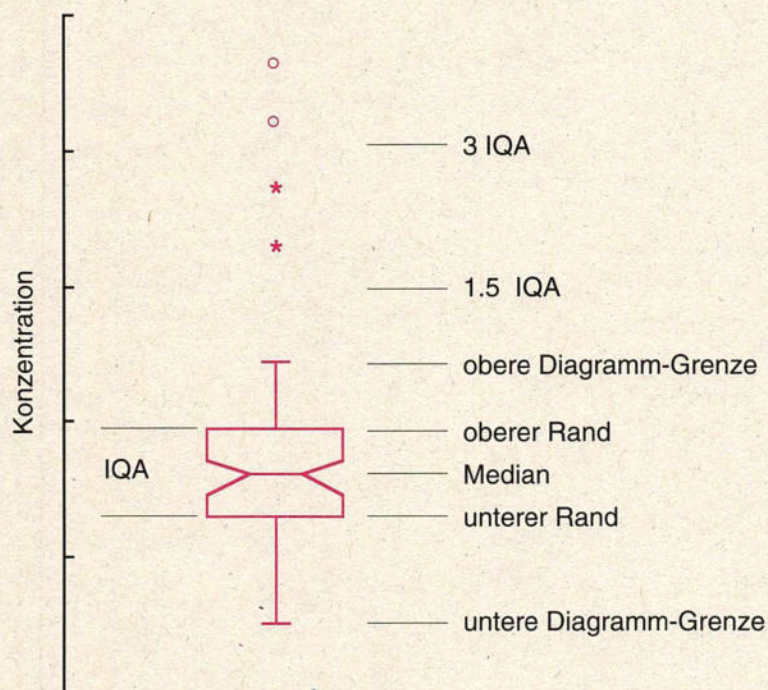 3 IQA
1.5 IQA
obere Diagramm-Grenze
oberer Rand
Median
unterer Rand
untere Diagramm-Grenze
IQA
Konzentration